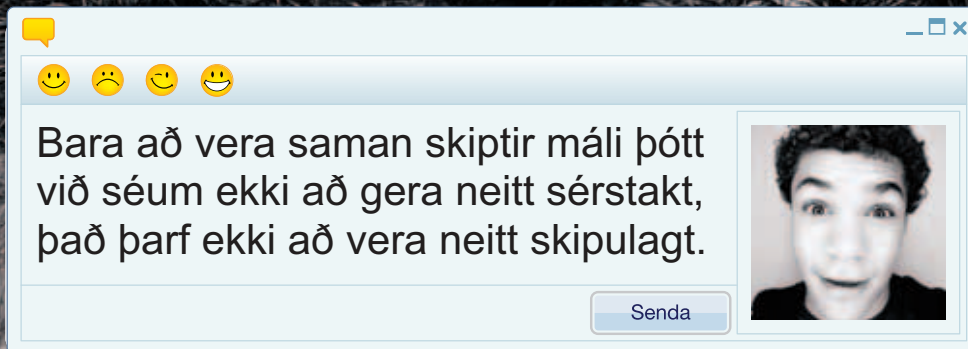 Bara að vera saman skiptir máli þótt
við séum ekki að gera neitt sérstakt,
það þarf ekki að vera neitt skipulagt.
Senda